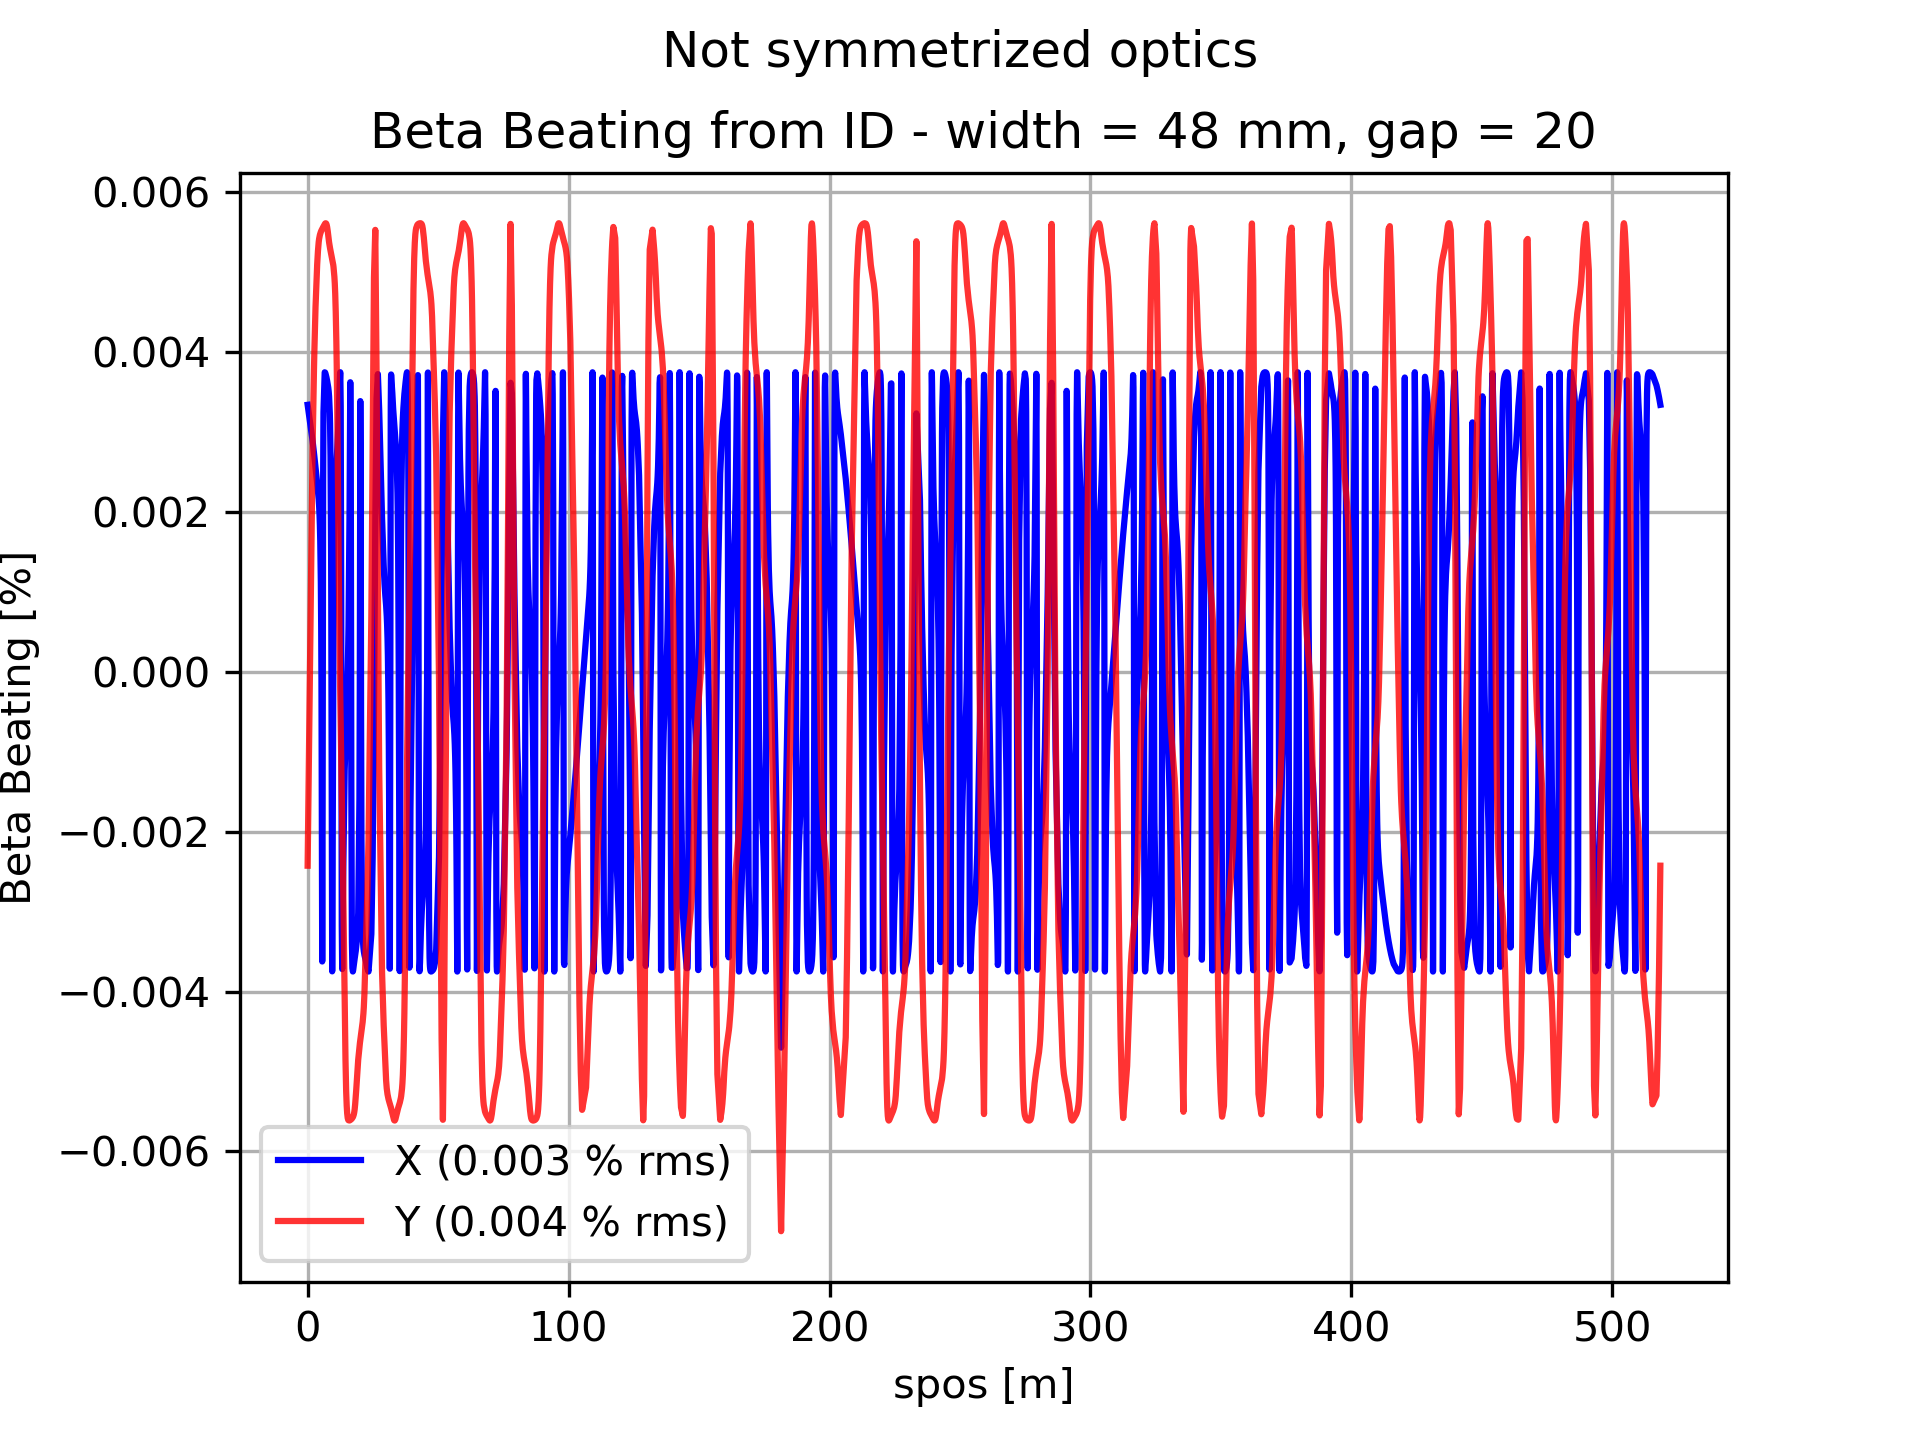 Not symmetrized optics
Beta Beating from ID - width = 48 mm, gap = 20
Beta Beating [%]
0.006
0.004
0.002
0.000
−0.002
−0.004
−0.006
X (0.003 % rms)
Y (0.004 % rms)
0 100 200 300 400 500
spos [m]